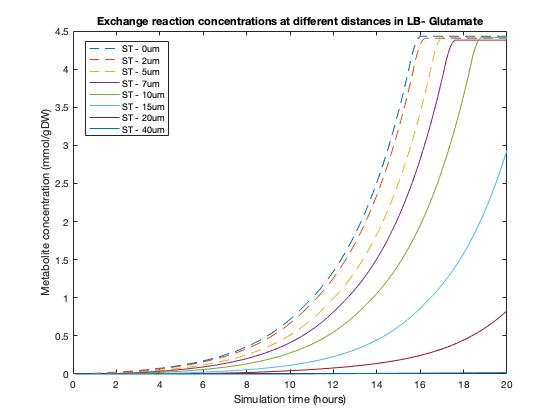 Exchange reaction concentrations at different distances in LB- Glutamate
4.5
4
3.5
3
2.5
2
1.5
1
0.5
0
Metabolite concentration (mmol/gDW)
ST - 0um
ST - 2um
ST - 5um
ST - 7um
ST - 10um
ST - 15um
ST - 20um
ST - 40um
0 2 4 6 8 10 12 14 16 18 20
Simulation time (hours)